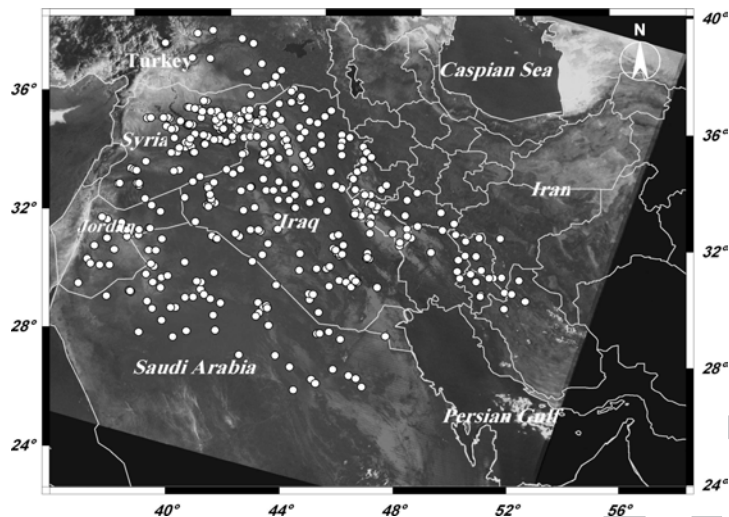 N
40°
36°
32°
28°
24°
36°
32°
28°
24°
Turkey
Caspian Sea
Syria
Iran
Jordan
Iraq
Saudi Arabia
Persian Gulf
40° 44° 48° 52° 56°